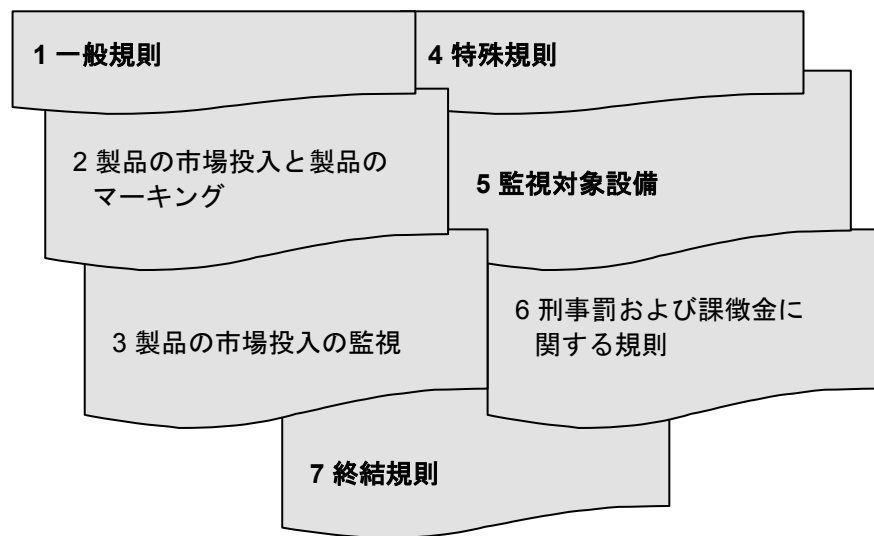 1 一般規則
2 製品の市場投入と製品の
マーキング
3 製品の市場投入の監視
4 特殊規則
5 監視対象設備
6 刑事罰および課徴金に
関する規則
7 終結規則